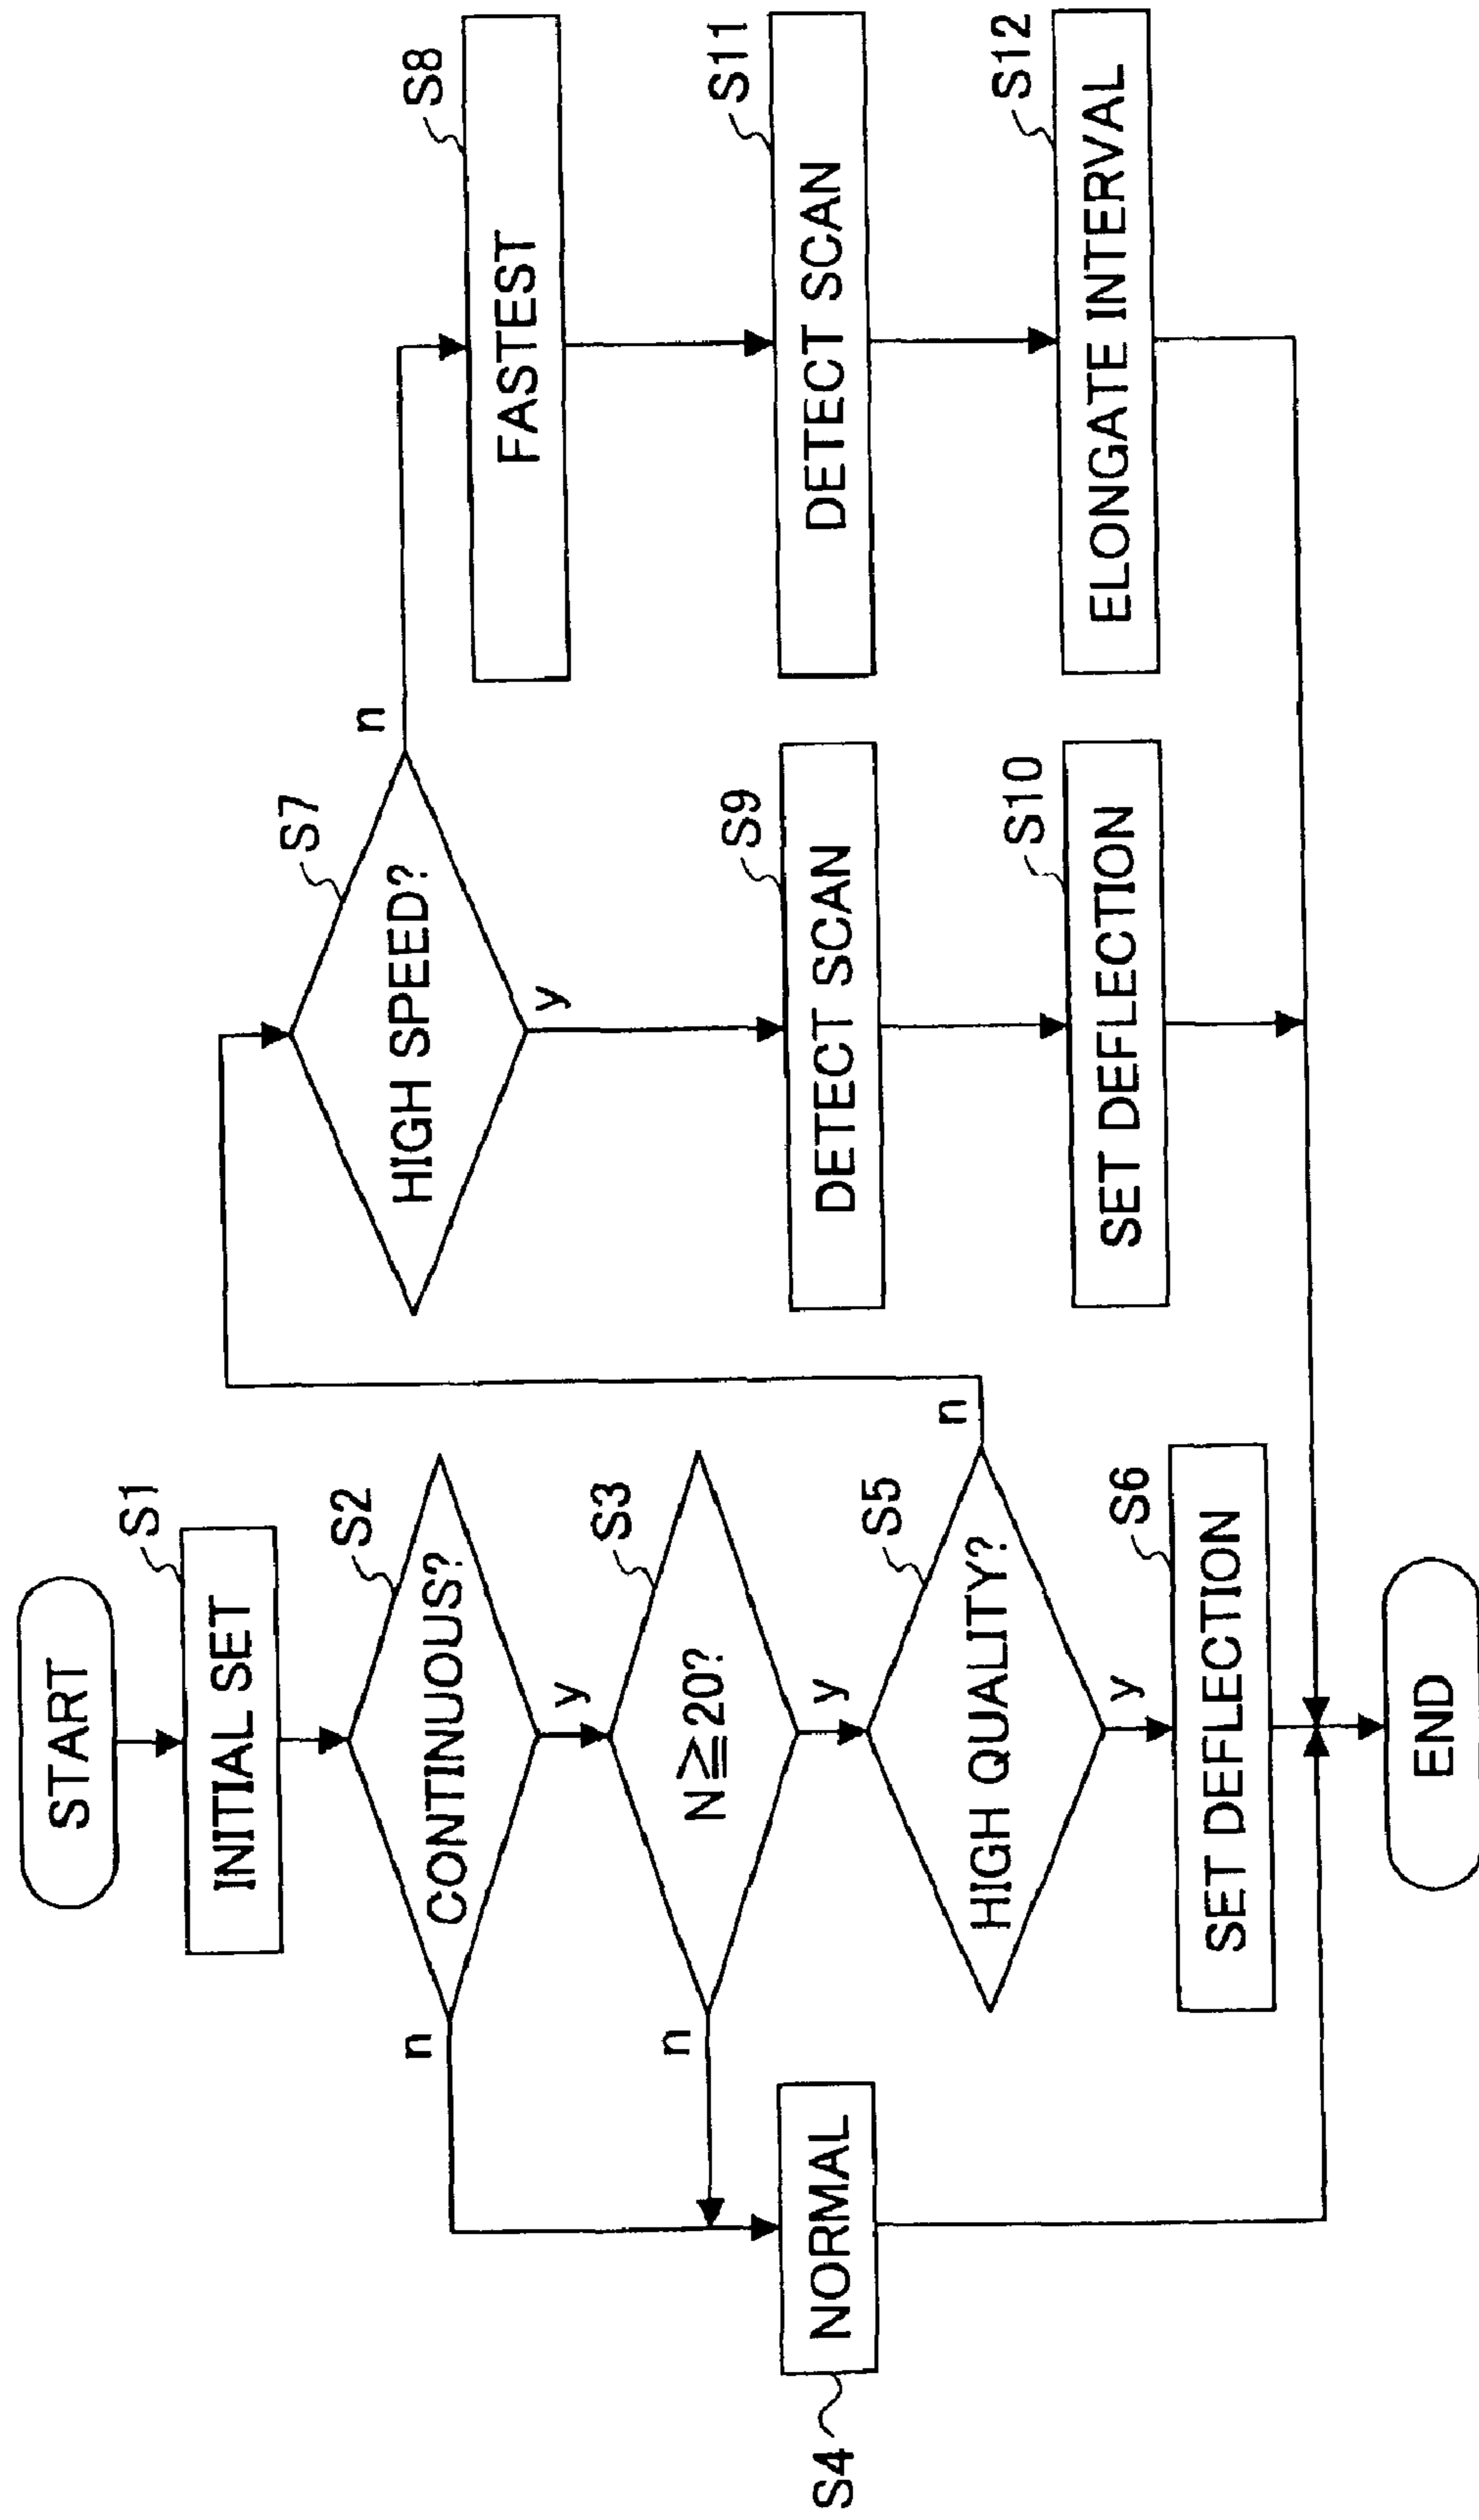 START
S1
INITIAL SET
S2
CONTINUOUS?
n
y
S3
N ≧ 20?
n
y
S4
NORMAL
S5
HIGH QUALITY?
n
y
S6
SET DEFLECTION
END
S7
HIGH SPEED?
n
y
S9
DETECT SCAN
S10
SET DEFLECTION
S8
FASTEST
S11
DETECT SCAN
S12
ELONGATE INTERVAL